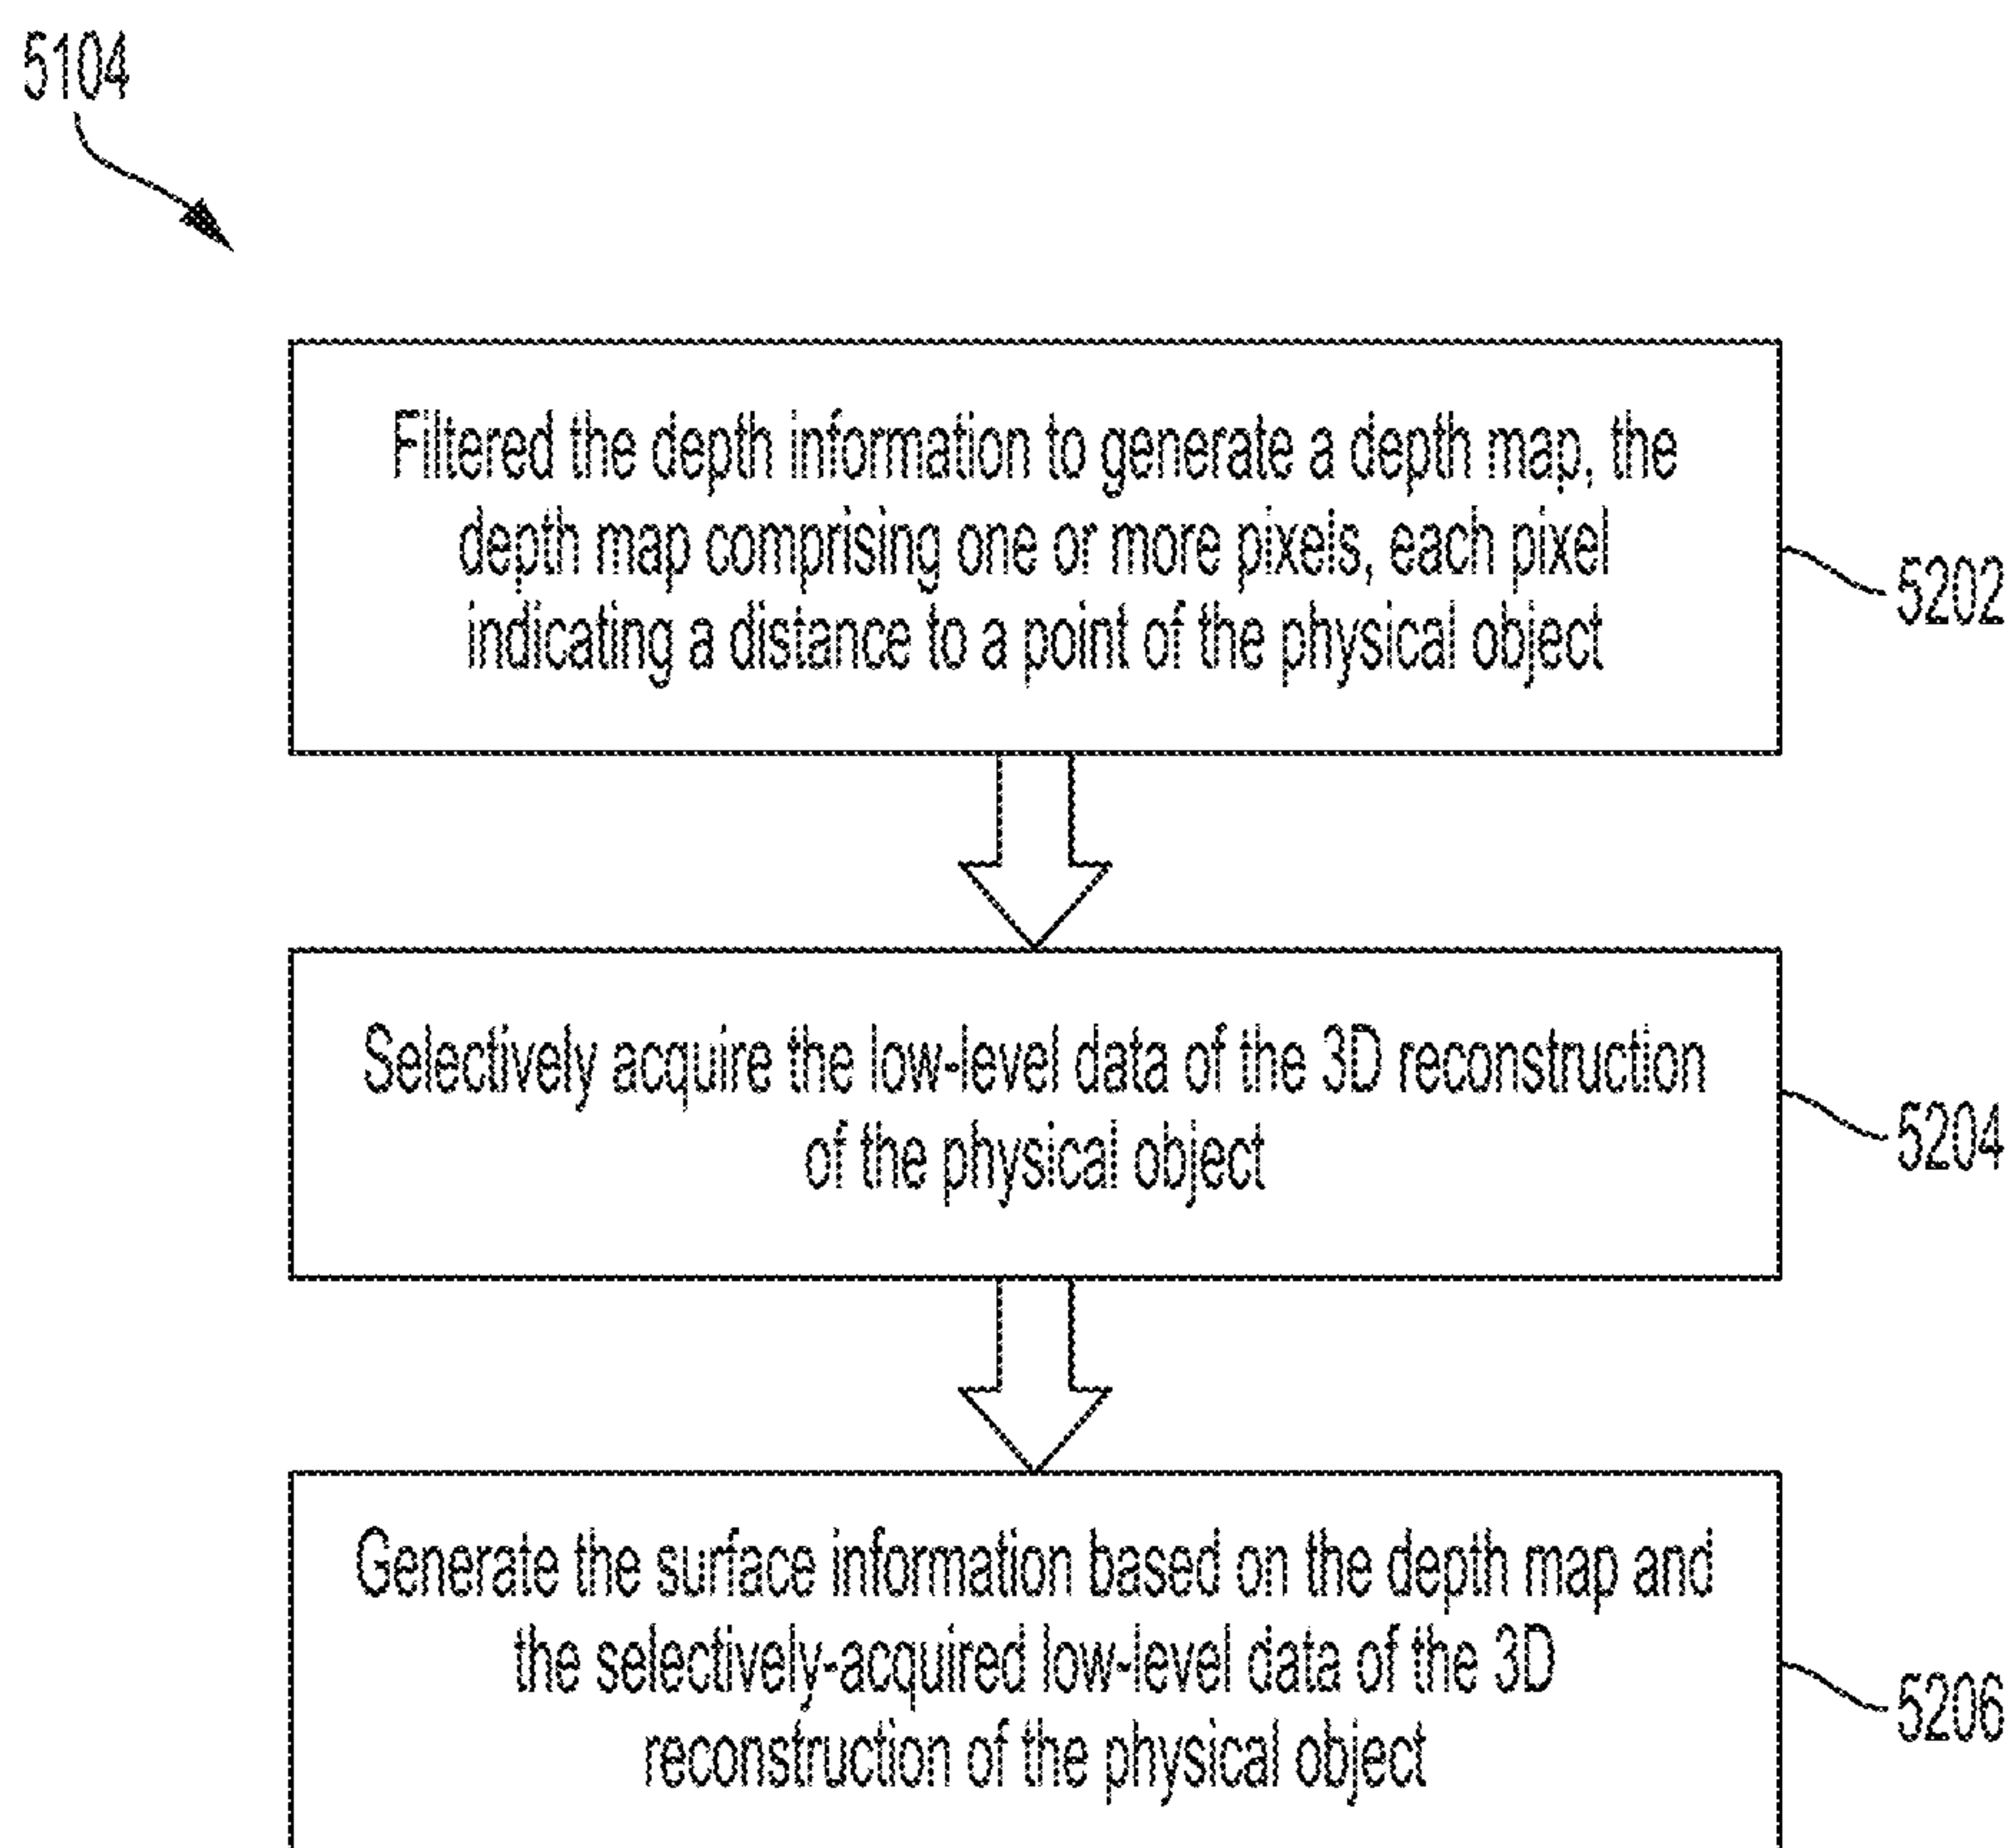 5104
Filtered the depth information to generate a depth map, the
depth map comprising one or more pixels, each pixel
indicating a distance to a point of the physical object
5202
Selectively acquire the low-level data of the 3D reconstruction
of the physical object
5204
Generate the surface information based on the depth map and
the selectively-acquired low-level data of the 3D
reconstruction of the physical object
5206